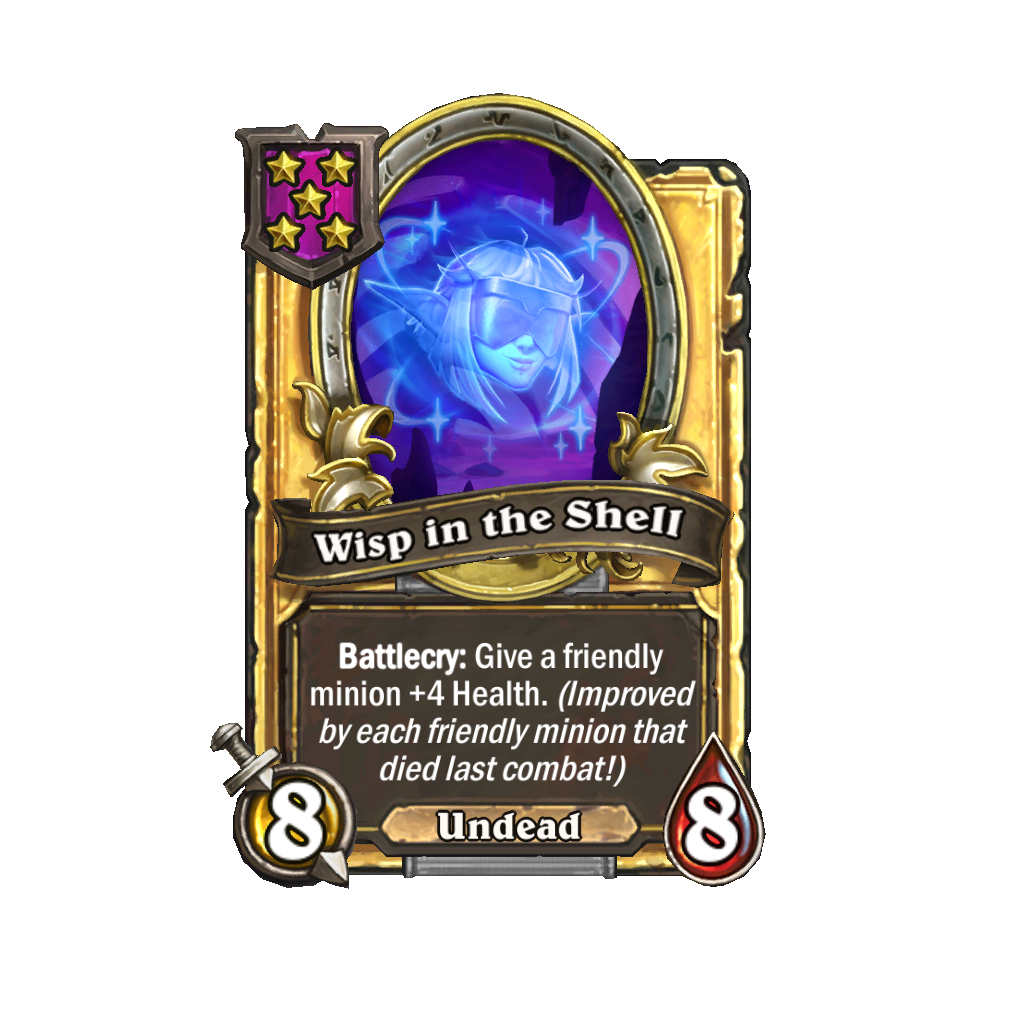 Wisp in the Shell
Battlecry: Give a friendly
minion +4 Health. (Improved
by each friendly minion that
died last combat!)
8
Undead
8